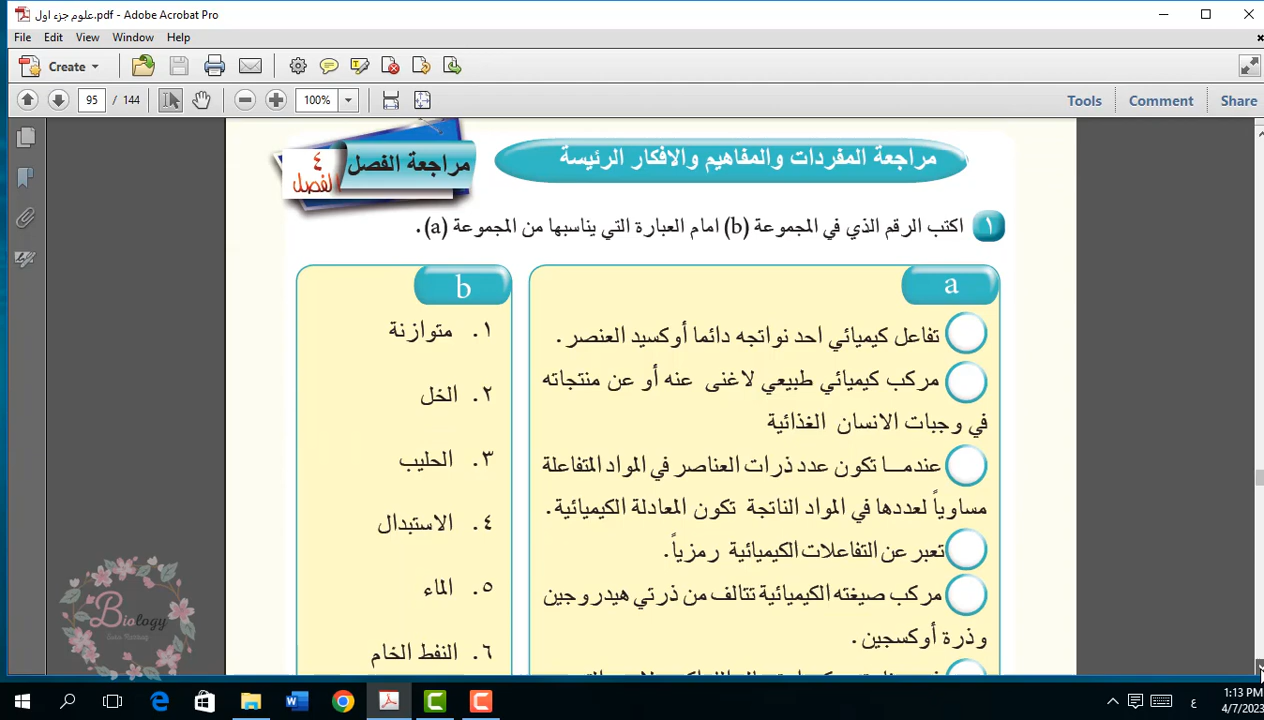 علوم جزء اول.pdf - Adobe Acrobat Pro
File Edit View Window Help
Create
95 / 144 100% Tools Comment Share
مراجعة الفصل ٤ الفصل
مراجعة المفردات والمفاهيم والافكار الرئيسة
١ اكتب الرقم الذي في المجموعة (b) امام العبارة التي يناسبها من المجموعة (a).
a
تفاعل كيميائي احد نواتجه دائما أوكسيد العنصر.
مركب كيميائي طبيعي لاغنى عنه أو عن منتجاته
في وجبات الانسان الغذائية
عندمـــا تكون عدد ذرات العناصر في المواد المتفاعلة
مساوياً لعددها في المواد الناتجة تكون المعادلة الكيميائية.
تعبر عن التفاعلات الكيميائية رمزياً.
مركب صيغته الكيميائية تتالف من ذرتي هيدروجين
وذرة أوكسجين.
b
١. متوازنة
٢. الخل
٣. الحليب
٤. الاستبدال
٥. الماء
٦. النفط الخام
Biology
ع
1:13 PM
4/7/2023